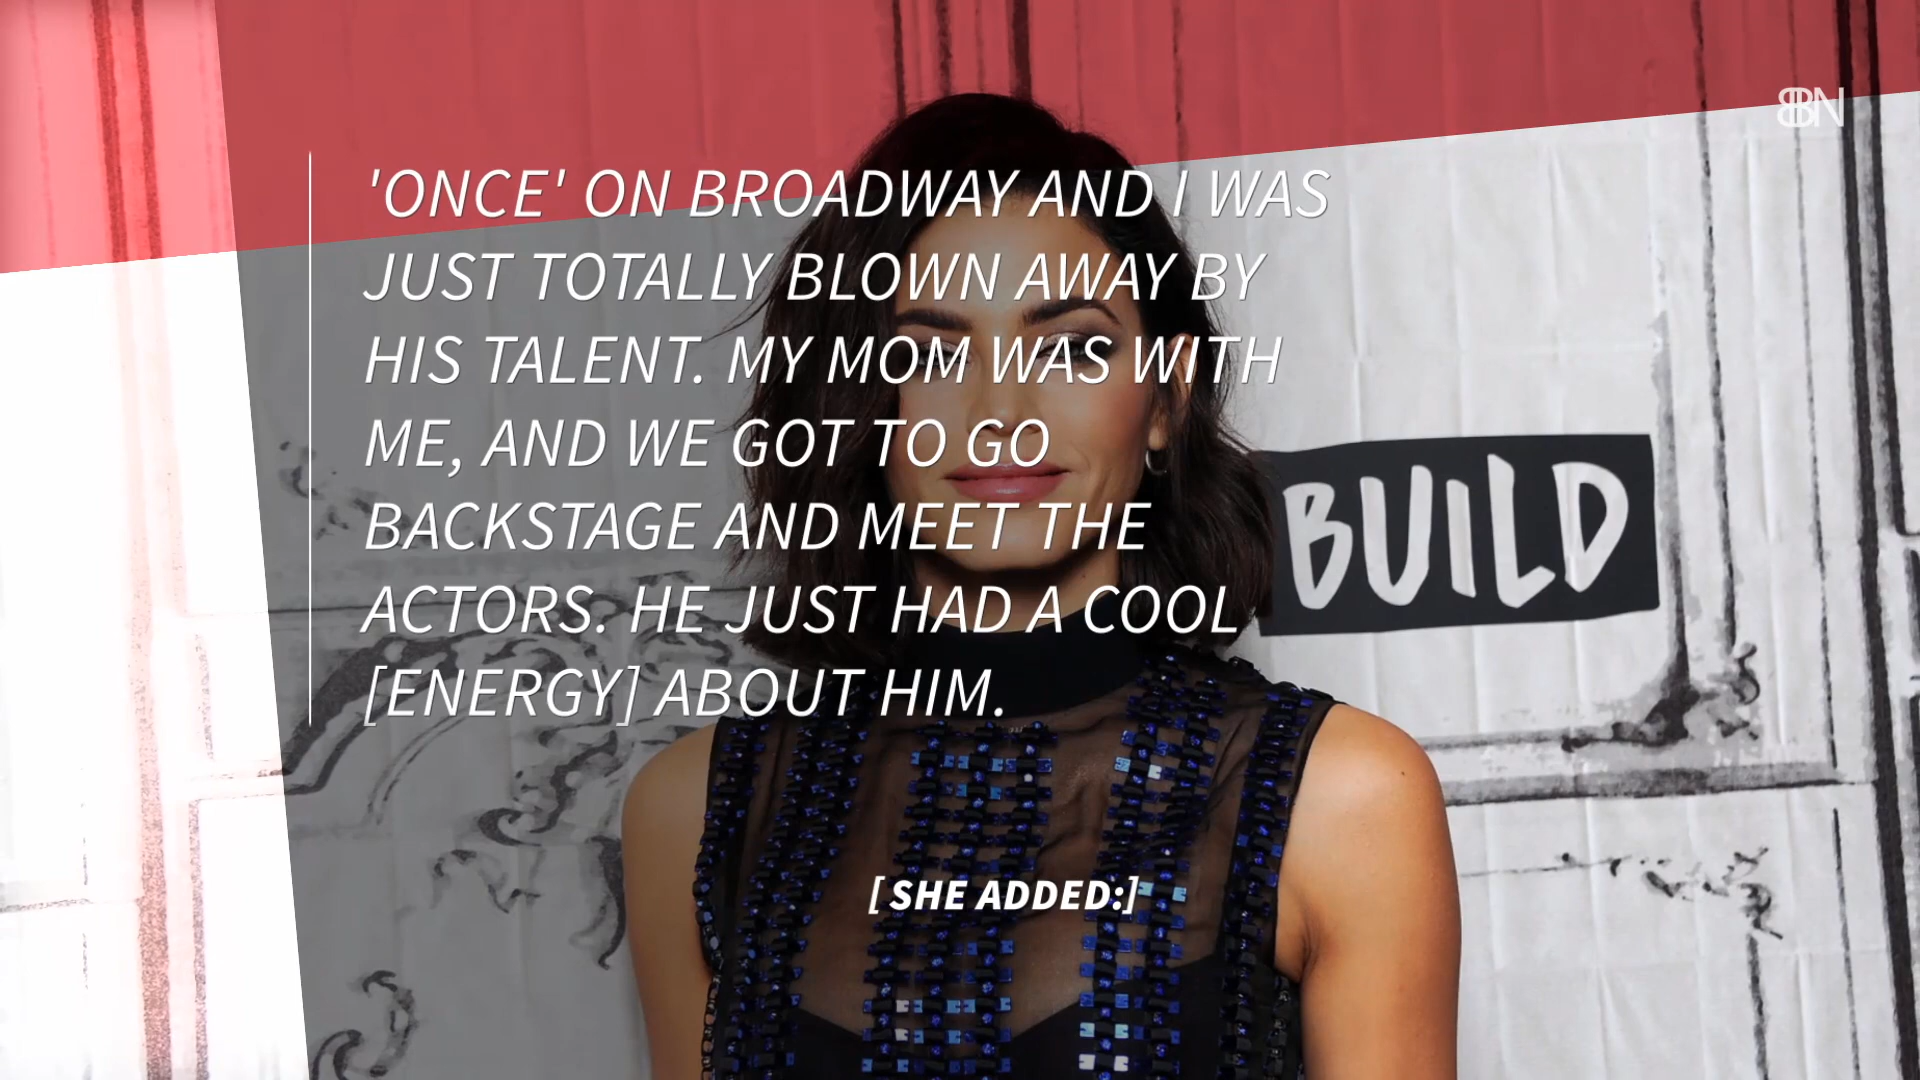 'ONCE' ON BROADWAY AND I WAS
JUST TOTALLY BLOWN AWAY BY
HIS TALENT. MY MOM WAS WITH
ME, AND WE GOT TO GO
BACKSTAGE AND MEET THE
ACTORS. HE JUST HAD A COOL
[ENERGY] ABOUT HIM.
BUILD
[SHE ADDED:]